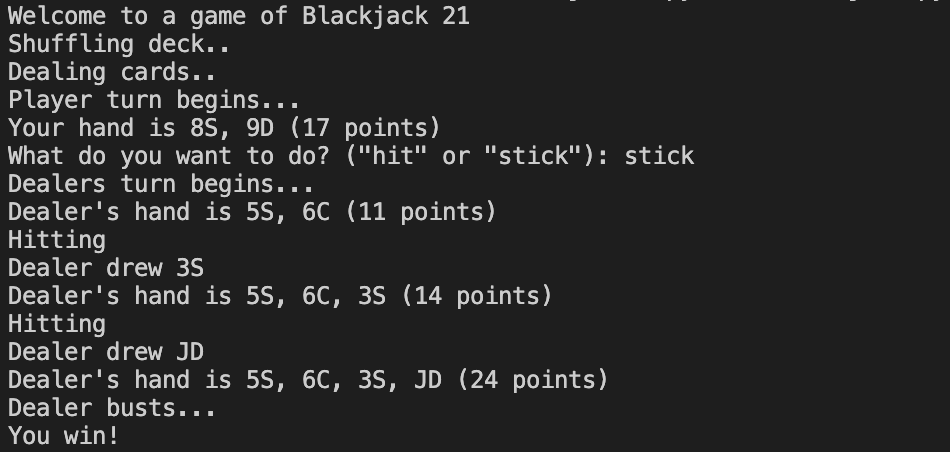 Welcome to a game of Blackjack 21
Shuffling deck..
Dealing cards..
Player turn begins...
Your hand is 8S, 9D (17 points)
What do you want to do? ("hit" or "stick"): stick
Dealers turn begins...
Dealer's hand is 5S, 6C (11 points)
Hitting
Dealer drew 3S
Dealer's hand is 5S, 6C, 3S (14 points)
Hitting
Dealer drew JD
Dealer's hand is 5S, 6C, 3S, JD (24 points)
Dealer busts...
You win!